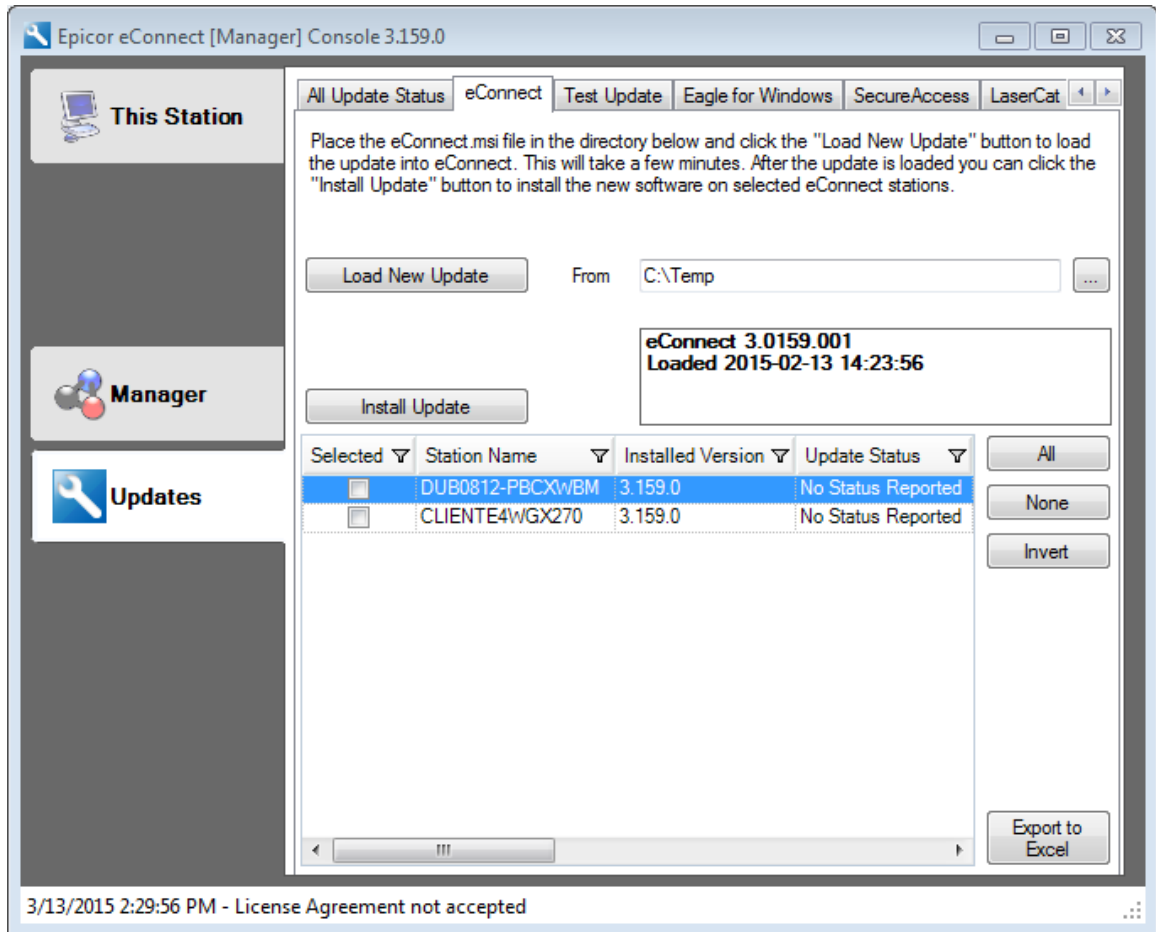 Epicor eConnect [Manager] Console 3.159.0
This Station
Manager
Updates
All Update Status eConnect Test Update Eagle for Windows SecureAccess LaserCat
Place the eConnect.msi file in the directory below and click the "Load New Update" button to load
the update into eConnect. This will take a few minutes. After the update is loaded you can click the
"Install Update" button to install the new software on selected eConnect stations.
Load New Update From C:\Temp ...
eConnect 3.0159.001
Loaded 2015-02-13 14:23:56
Install Update
Selected Station Name Installed Version Update Status
DUB0812-PBCXWBM 3.159.0 No Status Reported
CLIENTE4WGX270 3.159.0 No Status Reported
All
None
Invert
Export to
Excel
3/13/2015 2:29:56 PM - License Agreement not accepted